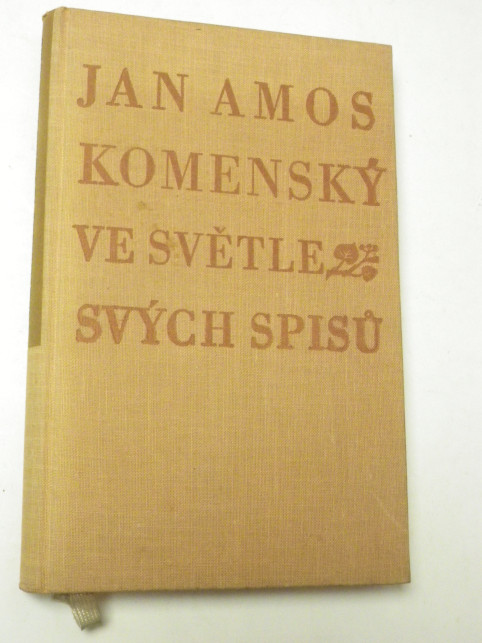 JAN AMOS
KOMENSKÝ
VE SVĚTLE
SVÝCH SPISŮ